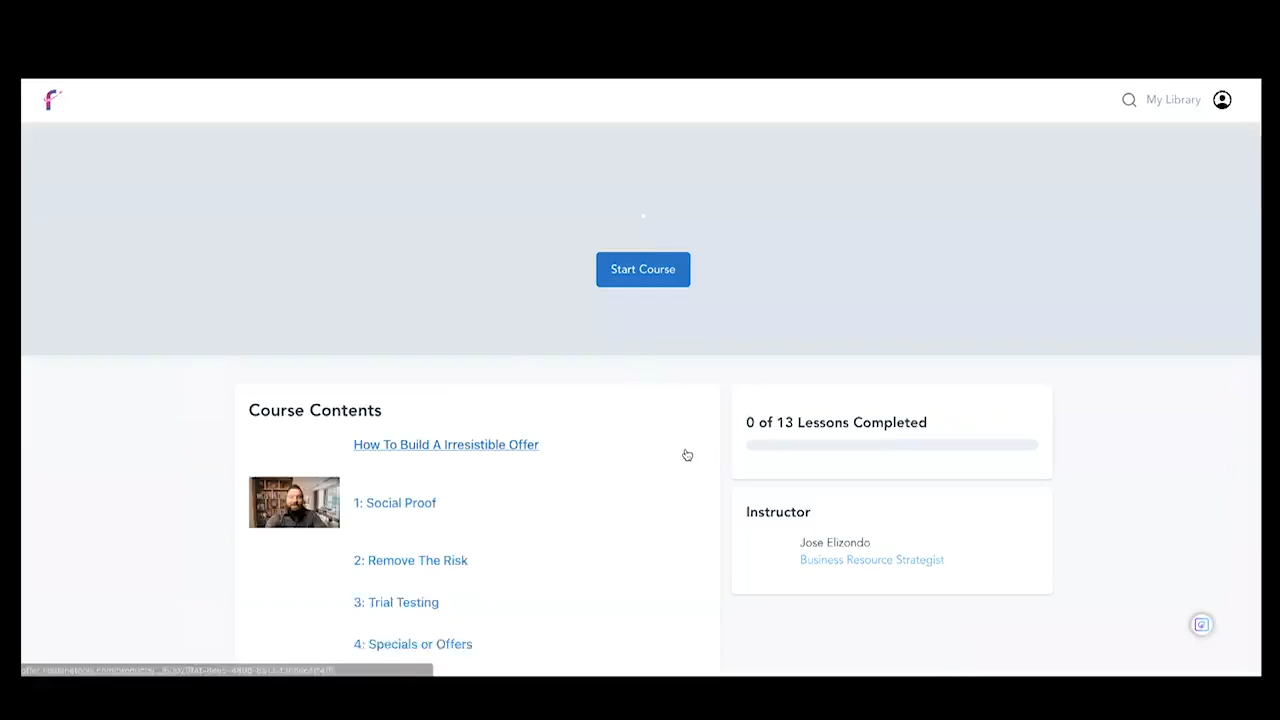 My Library
Start Course
Course Contents
How To Build A Irresistible Offer
1: Social Proof
2: Remove The Risk
3: Trial Testing
4: Specials or Offers
0 of 13 Lessons Completed
Instructor
Jose Elizondo
Business Resource Strategist